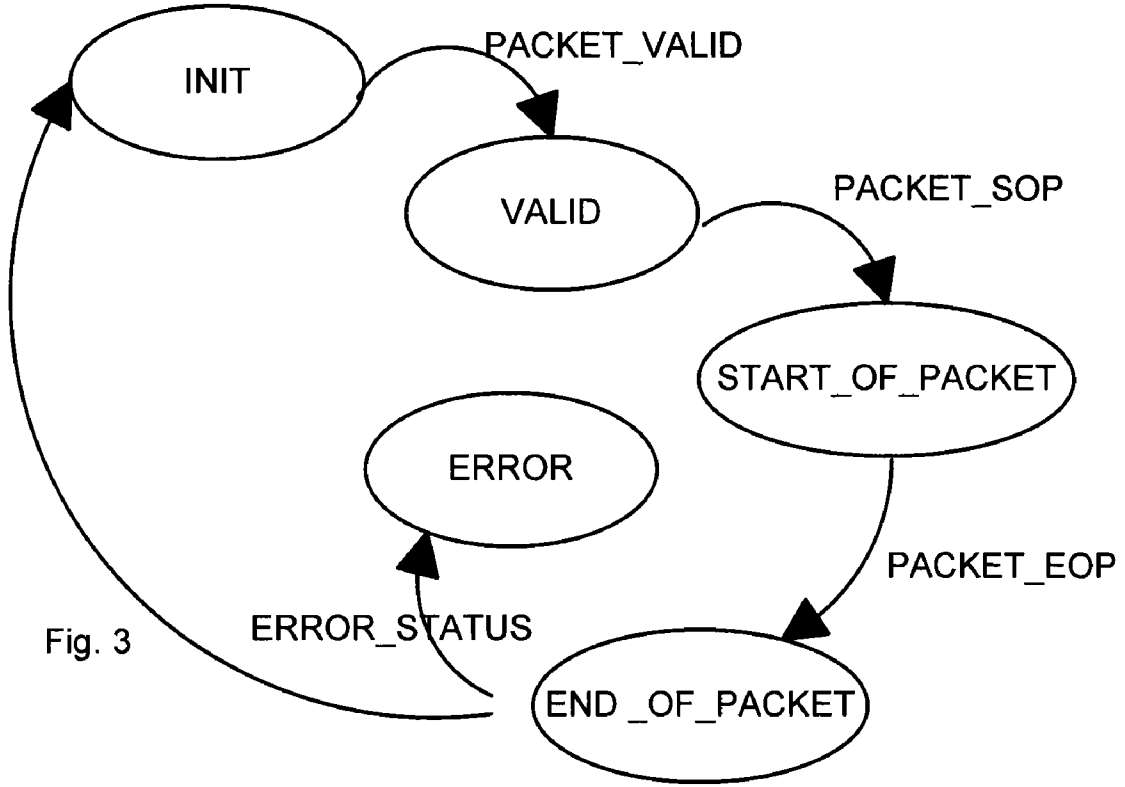 INIT
PACKET_VALID
VALID
PACKET_SOP
START_OF_PACKET
ERROR
PACKET_EOP
ERROR_STATUS
Fig. 3
END _OF_PACKET